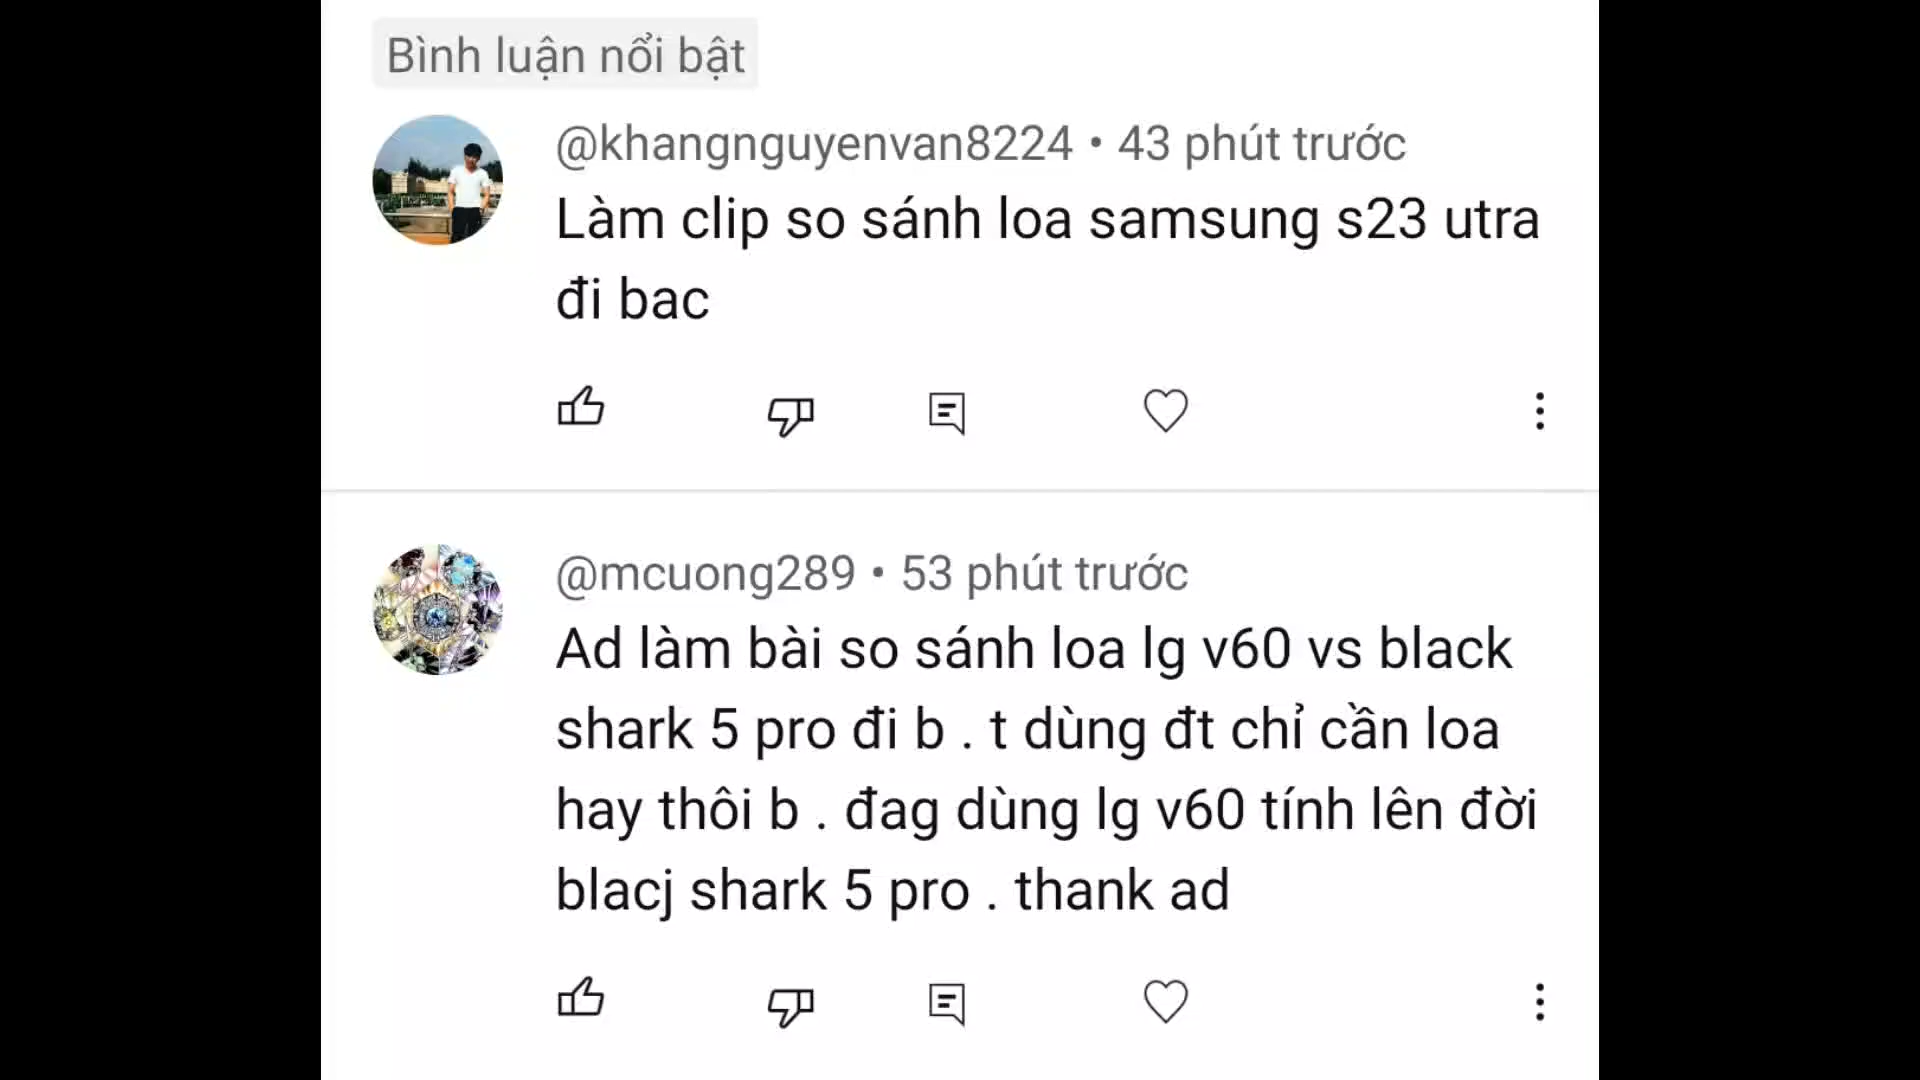 Bình luận nổi bật
@khangnguyenvan8224 • 43 phút trước
Làm clip so sánh loa samsung s23 utra
đi bac
@mcuong289 • 53 phút trước
Ad làm bài so sánh loa lg v60 vs black
shark 5 pro đi b . t dùng đt chỉ cần loa
hay thôi b . đag dùng lg v60 tính lên đời
blacj shark 5 pro . thank ad